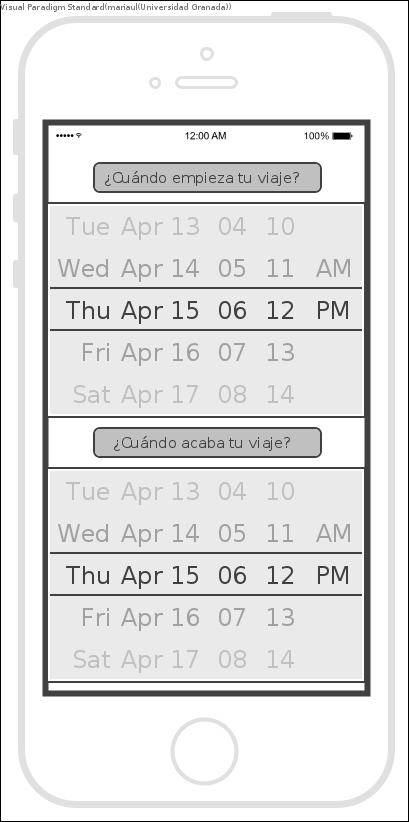 Visual Paradigm Standard(mariaul(Universidad Granada))
12:00 AM 100%
¿Cuándo empieza tu viaje?
Tue Apr 13 04 10
Wed Apr 14 05 11 AM
Thu Apr 15 06 12 PM
Fri Apr 16 07 13
Sat Apr 17 08 14
¿Cuándo acaba tu viaje?
Tue Apr 13 04 10
Wed Apr 14 05 11 AM
Thu Apr 15 06 12 PM
Fri Apr 16 07 13
Sat Apr 17 08 14